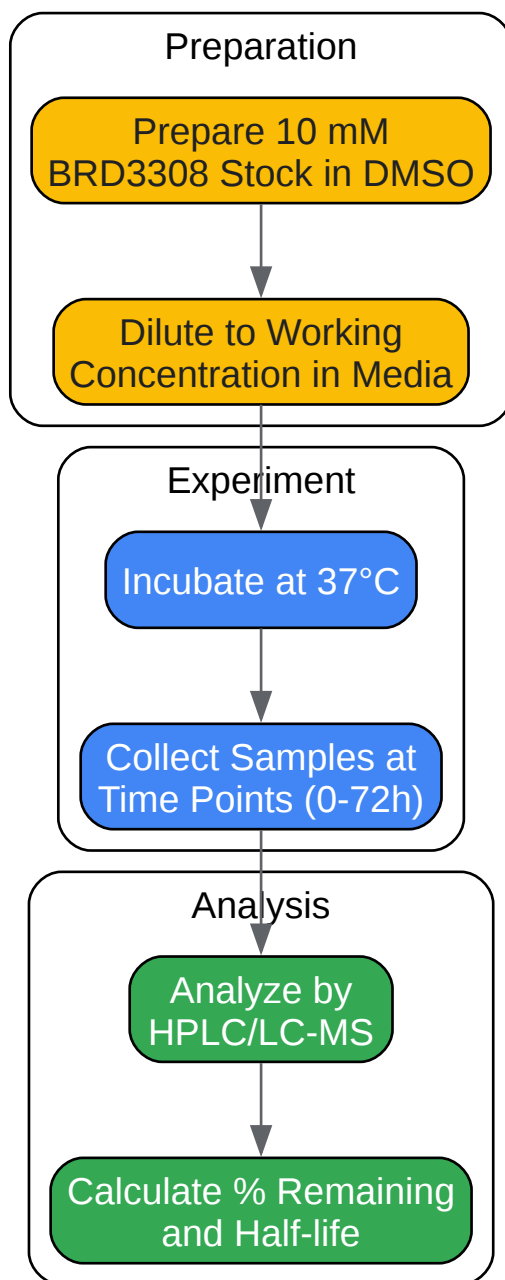 Preparation
Prepare 10 mM
BRD3308 Stock in DMSO
Dilute to Working
Concentration in Media
Experiment
Incubate at 37°C
Collect Samples at
Time Points (0-72h)
Analysis
Analyze by
HPLC/LC-MS
Calculate % Remaining
and Half-life